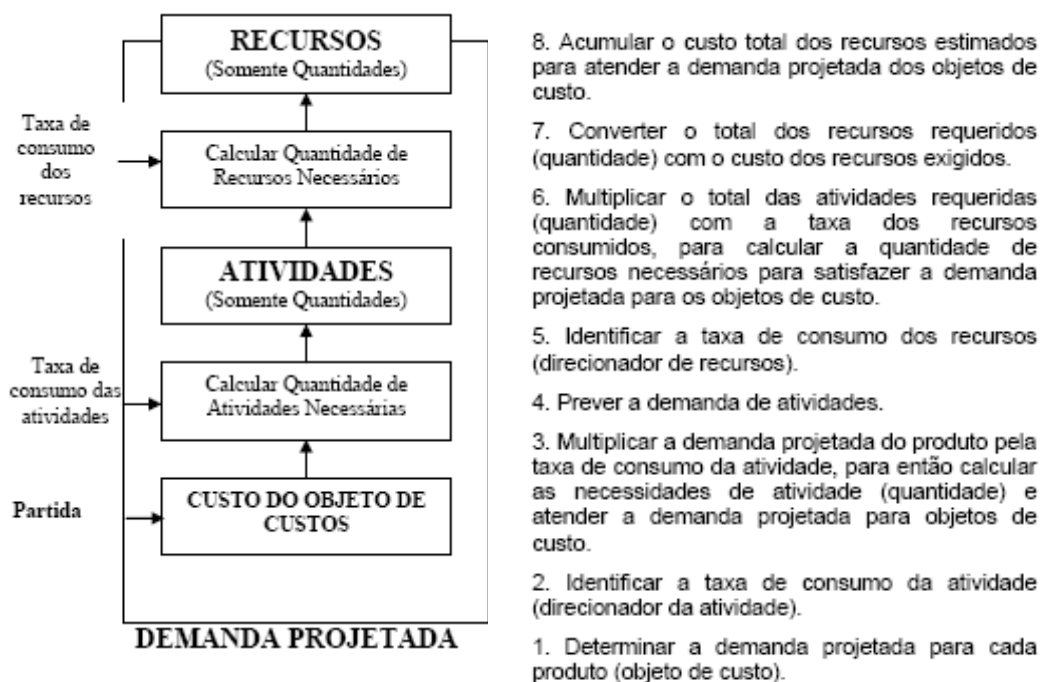 RECURSOS
(Somente Quantidades)
Taxa de
consumo
dos
recursos
Calcular Quantidade de
Recursos Necessários
ATIVIDADES
(Somente Quantidades)
Taxa de
consumo das
atividades
Calcular Quantidade de
Atividades Necessárias
Partida
CUSTO DO OBJETO DE
CUSTOS
DEMANDA PROJETADA
8. Acumular o custo total dos recursos estimados
para atender a demanda projetada dos objetos de
custo.
7. Converter o total dos recursos requeridos
(quantidade) com o custo dos recursos exigidos.
6. Multiplicar o total das atividades requeridas
(quantidade) com a taxa dos recursos
consumidos, para calcular a quantidade de
recursos necessários para satisfazer a demanda
projetada para os objetos de custo.
5. Identificar a taxa de consumo dos recursos
(direcionador de recursos).
4. Prever a demanda de atividades.
3. Multiplicar a demanda projetada do produto pela
taxa de consumo da atividade, para então calcular
as necessidades de atividade (quantidade) e
atender a demanda projetada para objetos de
custo.
2. Identificar a taxa de consumo da atividade
(direcionador da atividade).
1. Determinar a demanda projetada para cada
produto (objeto de custo).